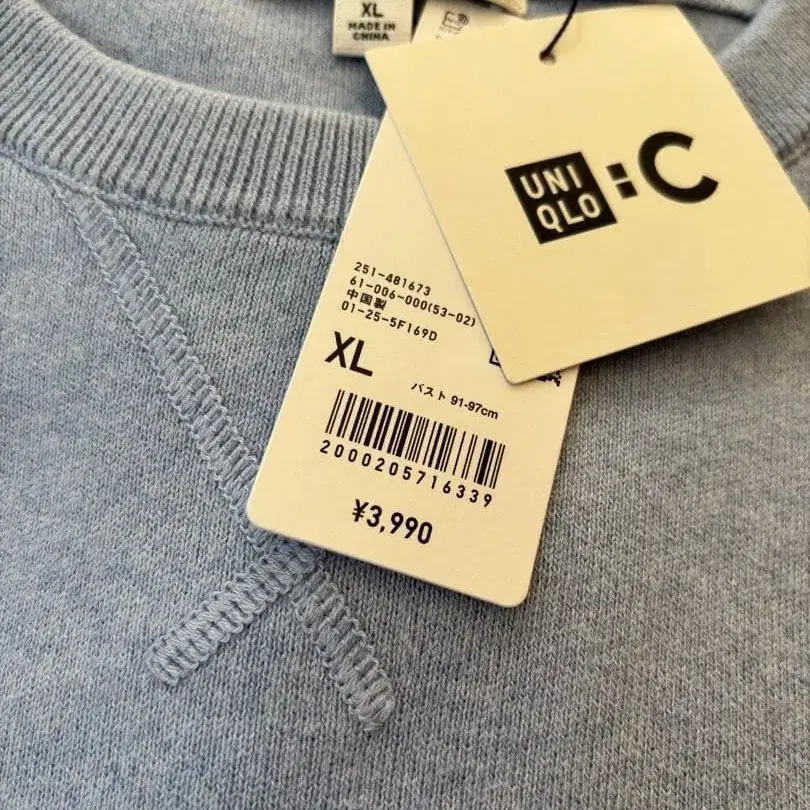 XL
MADE IN
CHINA
UNI
QLO
:C
251-481673
61-006-000(53-02)
中国製
01-25-5F169D
XL
バスト 91-97cm
2000205716339
¥3,990